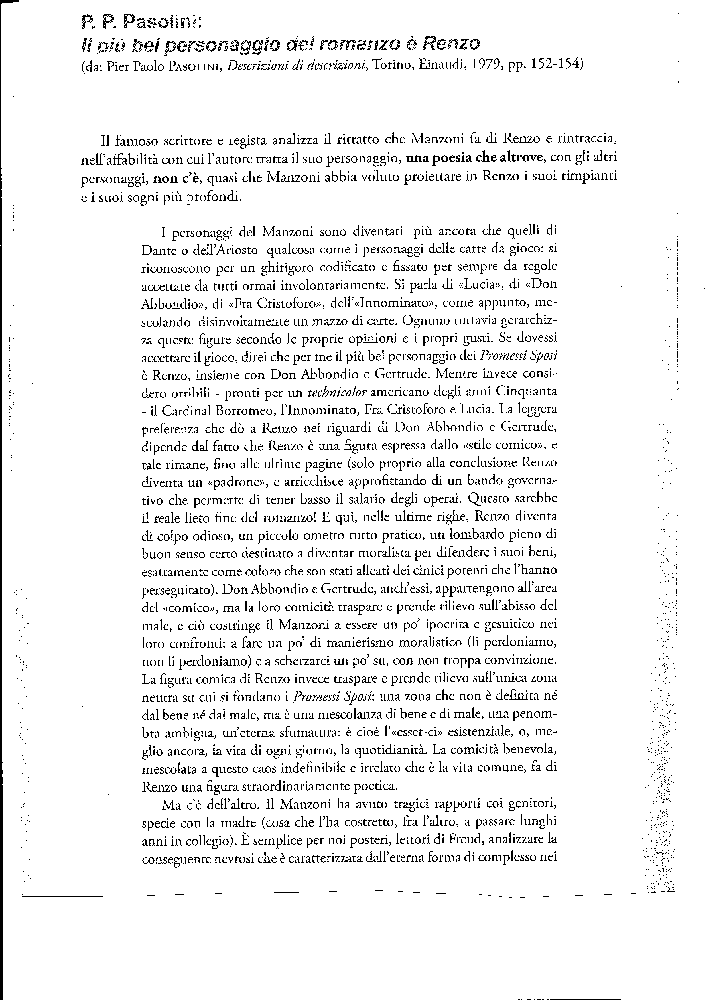 P. P. Pasolini:
Il più bel personaggio del romanzo è Renzo
(da: Pier Paolo PASOLINI, Descrizioni di descrizioni, Torino, Einaudi, 1979, pp. 152-154)
Il famoso scrittore e regista analizza il ritratto che Manzoni fa di Renzo e rintraccia,
nell'affabilità con cui l'autore tratta il suo personaggio, una poesia che altrove, con gli altri
personaggi, non c'è, quasi che Manzoni abbia voluto proiettare in Renzo i suoi rimpianti
e i suoi sogni più profondi.
I personaggi del Manzoni sono diventati più ancora che quelli di
Dante o dell'Ariosto qualcosa come i personaggi delle carte da gioco: si
riconoscono per un ghirigoro codificato e fissato per sempre da regole
accettate da tutti ormai involontariamente. Si parla di «Lucia», di «Don
Abbondio», di «Fra Cristoforo», dell'«Innominato», come appunto, me-
scolando disinvoltamente un mazzo di carte. Ognuno tuttavia gerarchiz-
za queste figure secondo le proprie opinioni e i propri gusti. Se dovessi
accettare il gioco, direi che per me il più bel personaggio dei Promessi Sposi
è Renzo, insieme con Don Abbondio e Gertrude. Mentre invece consi-
dero orribili - pronti per un technicolor americano degli anni Cinquanta
- il Cardinal Borromeo, l'Innominato, Fra Cristoforo e Lucia. La leggera
preferenza che dò a Renzo nei riguardi di Don Abbondio e Gertrude,
dipende dal fatto che Renzo è una figura espressa dallo «stile comico», e
tale rimane, fino alle ultime pagine (solo proprio alla conclusione Renzo
diventa un «padrone», e arricchisce approfittando di un bando governa-
tivo che permette di tener basso il salario degli operai. Questo sarebbe
il reale lieto fine del romanzo! E qui, nelle ultime righe, Renzo diventa
di colpo odioso, un piccolo ometto tutto pratico, un lombardo pieno di
buon senso certo destinato a diventar moralista per difendere i suoi beni,
esattamente come coloro che son stati alleati dei cinici potenti che l'hanno
perseguitato). Don Abbondio e Gertrude, anch'essi, appartengono all'area
del «comico», ma la loro comicità traspare e prende rilievo sull'abisso del
male, e ciò costringe il Manzoni a essere un po' ipocrita e gesuitico nei
loro confronti: a fare un po' di manierismo moralistico (li perdoniamo,
non li perdoniamo) e a scherzarci un po' su, con non troppa convinzione.
La figura comica di Renzo invece traspare e prende rilievo sull'unica zona
neutra su cui si fondano i Promessi Sposi: una zona che non è definita né
dal bene né dal male, ma è una mescolanza di bene e di male, una penom-
bra ambigua, un'eterna sfumatura: è cioè l'«esser-ci» esistenziale, o, me-
glio ancora, la vita di ogni giorno, la quotidianità. La comicità benevola,
mescolata a questo caos indefinibile e irrelato che è la vita comune, fa di
Renzo una figura straordinariamente poetica.
Ma c'è dell'altro. Il Manzoni ha avuto tragici rapporti coi genitori,
specie con la madre (cosa che l'ha costretto, fra l'altro, a passare lunghi
anni in collegio). È semplice per noi posteri, lettori di Freud, analizzare la
conseguente nevrosi che è caratterizzata dall'eterna forma di complesso nei